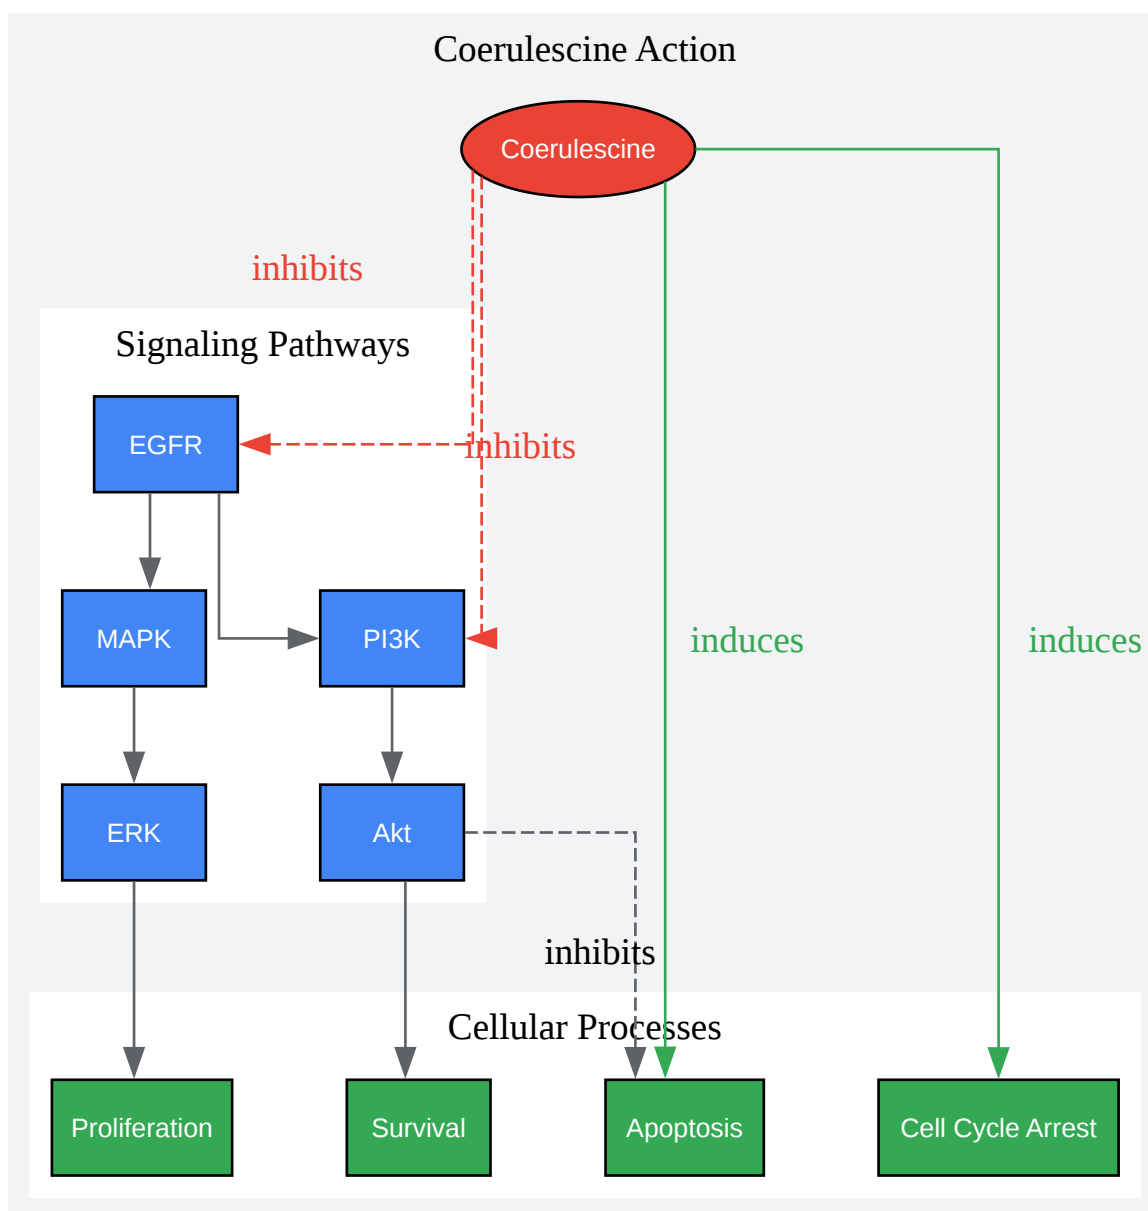 Coerulescine Action
Coerulescine
inhibits
Signaling Pathways
EGFR
inhibits
MAPK
PI3K
induces
induces
ERK
Akt
inhibits
Cellular Processes
Proliferation
Survival
Apoptosis
Cell Cycle Arrest